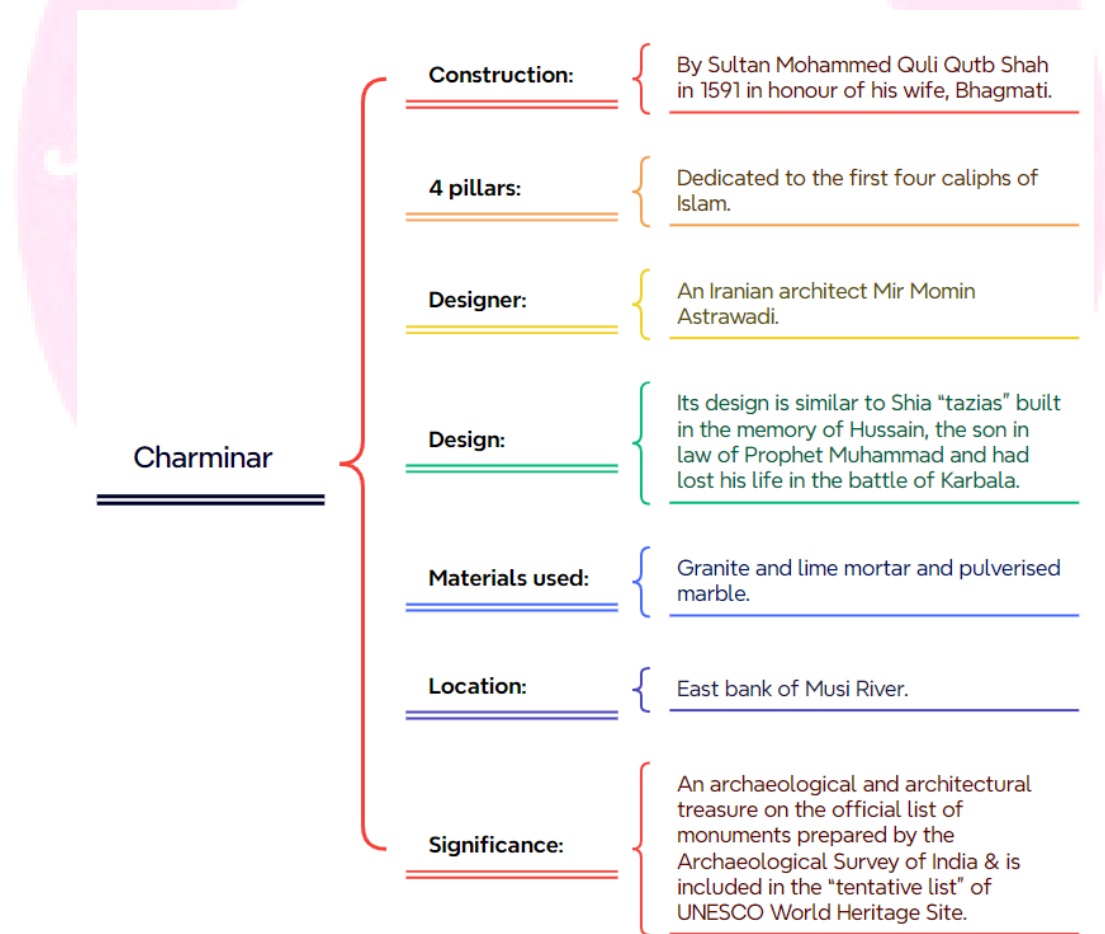 Construction:
By Sultan Mohammed Quli Qutb Shah
in 1591 in honour of his wife, Bhagmati.
4 pillars:
Dedicated to the first four caliphs of
Islam.
Designer:
An Iranian architect Mir Momin
Astrawadi.
Charminar
Design:
Its design is similar to Shia “tazias” built
in the memory of Hussain, the son in
law of Prophet Muhammad and had
lost his life in the battle of Karbala.
Materials used:
Granite and lime mortar and pulverised
marble.
Location:
East bank of Musi River.
Significance:
An archaeological and architectural
treasure on the official list of
monuments prepared by the
Archaeological Survey of India & is
included in the “tentative list” of
UNESCO World Heritage Site.